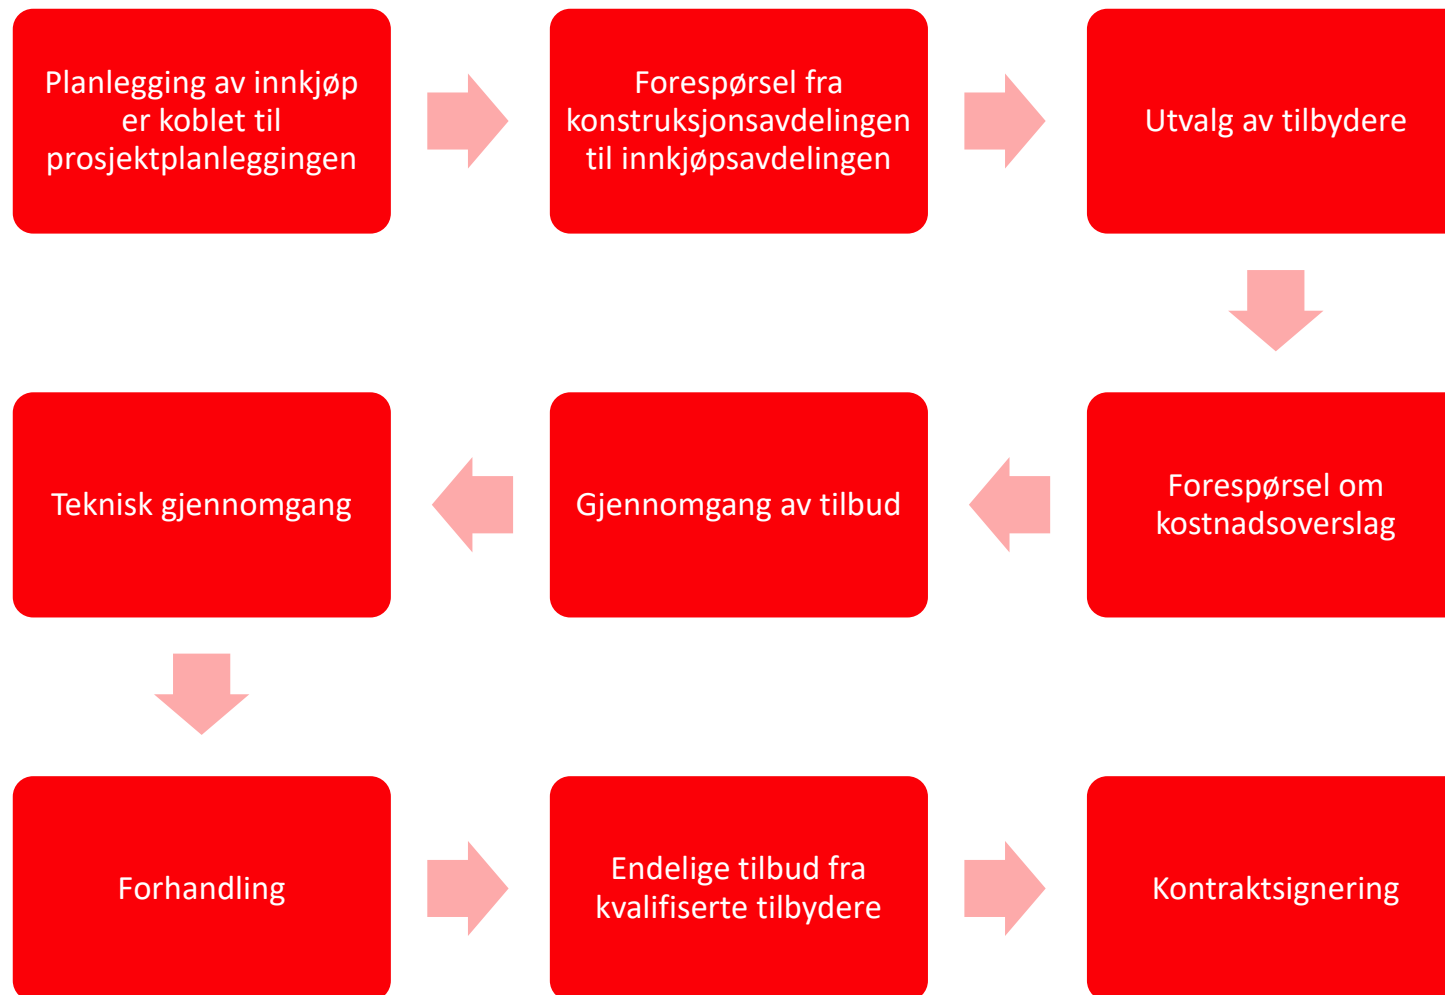 Planlegging av innkjøp
er koblet til
prosjektplanleggingen
Forespørsel fra
konstruksjonsavdelingen
til innkjøpsavdelingen
Utvalg av tilbydere
Forespørsel om
kostnadsoverslag
Gjennomgang av tilbud
Teknisk gjennomgang
Forhandling
Endelige tilbud fra
kvalifiserte tilbydere
Kontraktsignering